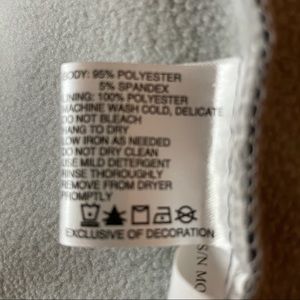 BODY: 95% POLYESTER
5% SPANDEX
LINING: 100% POLYESTER
MACHINE WASH COLD, DELICATE
DO NOT BLEACH
HANG TO DRY
LOW IRON AS NEEDED
DO NOT DRY CLEAN
USE MILD DETERGENT
RINSE THOROUGHLY
REMOVE FROM DRYER
PROMPTLY
EXCLUSIVE OF DECORATION
S/N MO